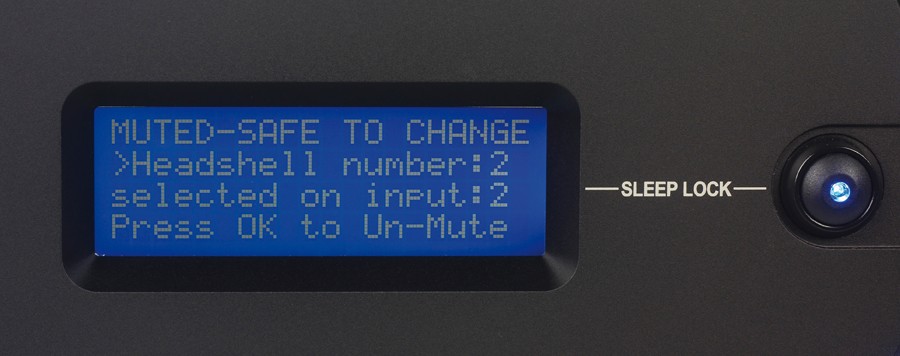 MUTED-SAFE TO CHANGE
>Headshell number:2
selected on input:2
Press OK to Un-Mute
SLEEP LOCK